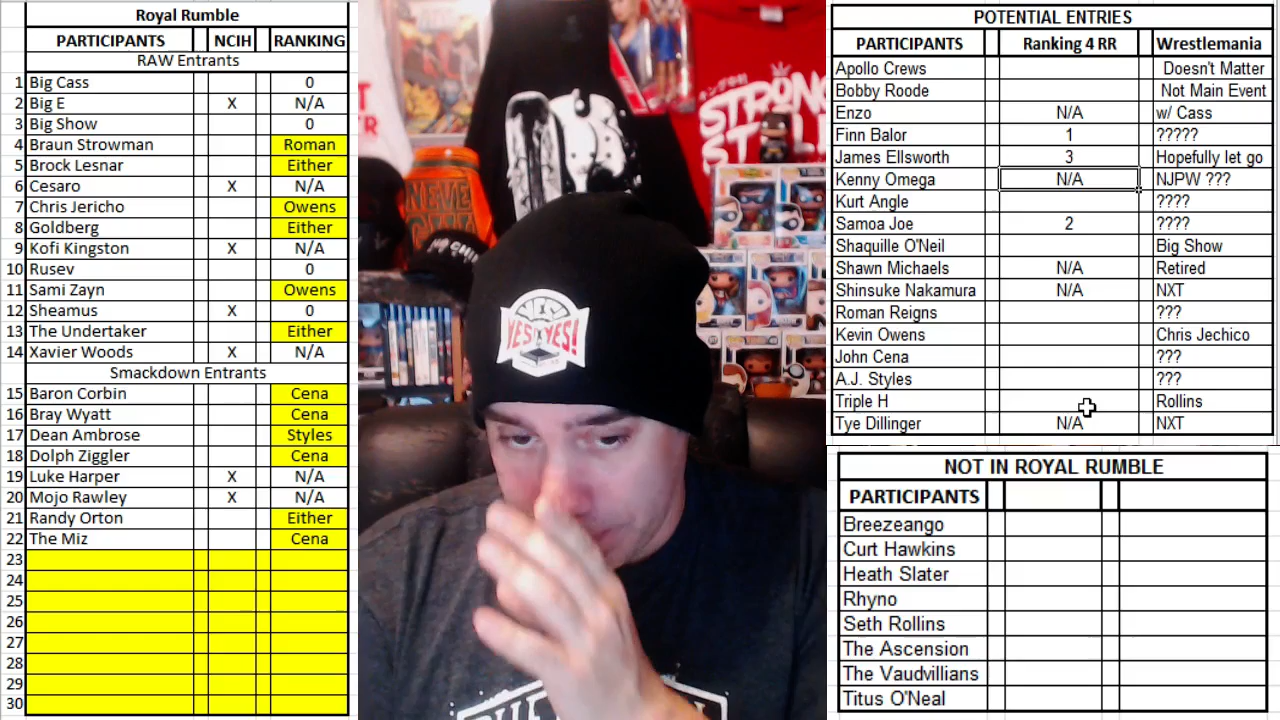 Royal Rumble
PARTICIPANTS NCIH RANKING
RAW Entrants
1 Big Cass 0
2 Big E X N/A
3 Big Show 0
4 Braun Strowman Roman
5 Brock Lesnar Either
6 Cesaro X N/A
7 Chris Jericho Owens
8 Goldberg Either
9 Kofi Kingston X N/A
10 Rusev 0
11 Sami Zayn Owens
12 Sheamus X 0
13 The Undertaker Either
14 Xavier Woods X N/A
Smackdown Entrants
15 Baron Corbin Cena
16 Bray Wyatt Cena
17 Dean Ambrose Styles
18 Dolph Ziggler Cena
19 Luke Harper X N/A
20 Mojo Rawley X N/A
21 Randy Orton Either
22 The Miz Cena
23
24
25
26
27
28
29
30
STRONG
STYLE
NEVER
YES YES!
POTENTIAL ENTRIES
PARTICIPANTS Ranking 4 RR Wrestlemania
Apollo Crews Doesn't Matter
Bobby Roode Not Main Event
Enzo N/A w/ Cass
Finn Balor 1 ?????
James Ellsworth 3 Hopefully let go
Kenny Omega N/A NJPW ???
Kurt Angle ????
Samoa Joe 2 ????
Shaquille O'Neil Big Show
Shawn Michaels N/A Retired
Shinsuke Nakamura N/A NXT
Roman Reigns ???
Kevin Owens Chris Jechico
John Cena ???
A.J. Styles ???
Triple H Rollins
Tye Dillinger N/A NXT
NOT IN ROYAL RUMBLE
PARTICIPANTS
Breezeango
Curt Hawkins
Heath Slater
Rhyno
Seth Rollins
The Ascension
The Vaudvillians
Titus O'Neal